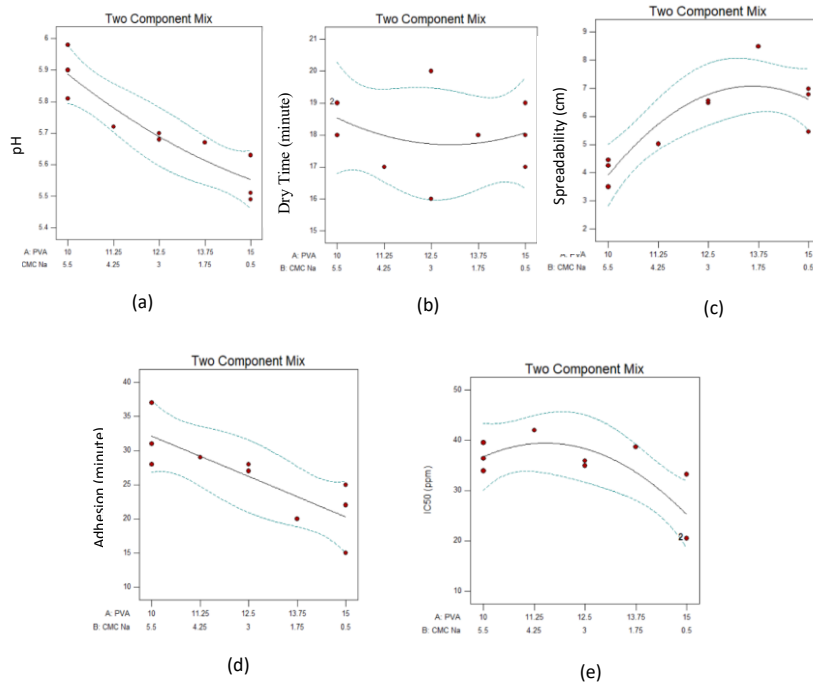 Two Component Mix
pH
6
5.9
5.8
5.7
5.6
5.5
5.4
A: PVA 10 11.25 12.5 13.75 15
CMC Na 5.5 4.25 3 1.75 0.5
(a)
Two Component Mix
Dry Time (minute)
21
20
19
18
17
16
15
2
A: PVA 10 11.25 12.5 13.75 15
B: CMC Na 5.5 4.25 3 1.75 0.5
(b)
Two Component Mix
Spreadability (cm)
9
8
7
6
5
4
3
2
10 11.25 12.5 13.75 15
B: CMC Na 5.5 4.25 3 1.75 0.5
(c)
Two Component Mix
Adhesion (minute)
40
35
30
25
20
15
10
A: PVA 10 11.25 12.5 13.75 15
B: CMC Na 5.5 4.25 3 1.75 0.5
(d)
Two Component Mix
IC50 (ppm)
50
40
30
20
10
2
A: PVA 10 11.25 12.5 13.75 15
B: CMC Na 5.5 4.25 3 1.75 0.5
(e)